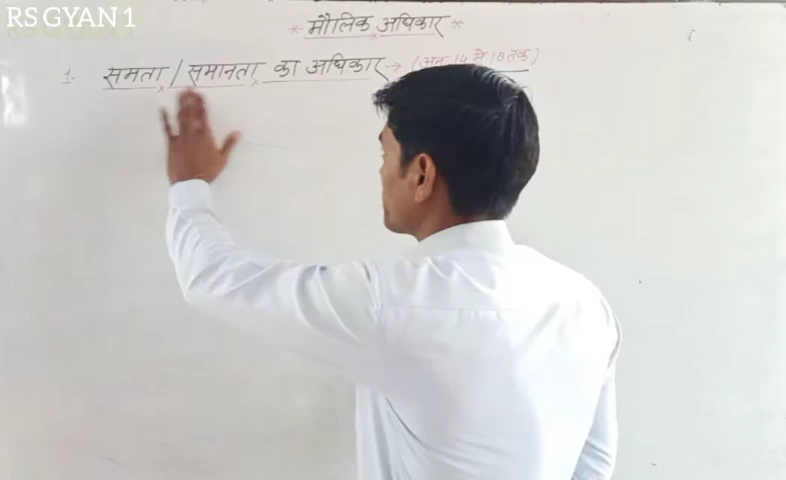 RS GYAN 1
* मौलिक अधिकार *
1. समता / समानता का अधिकार → (अनु. 14 से 18 तक)